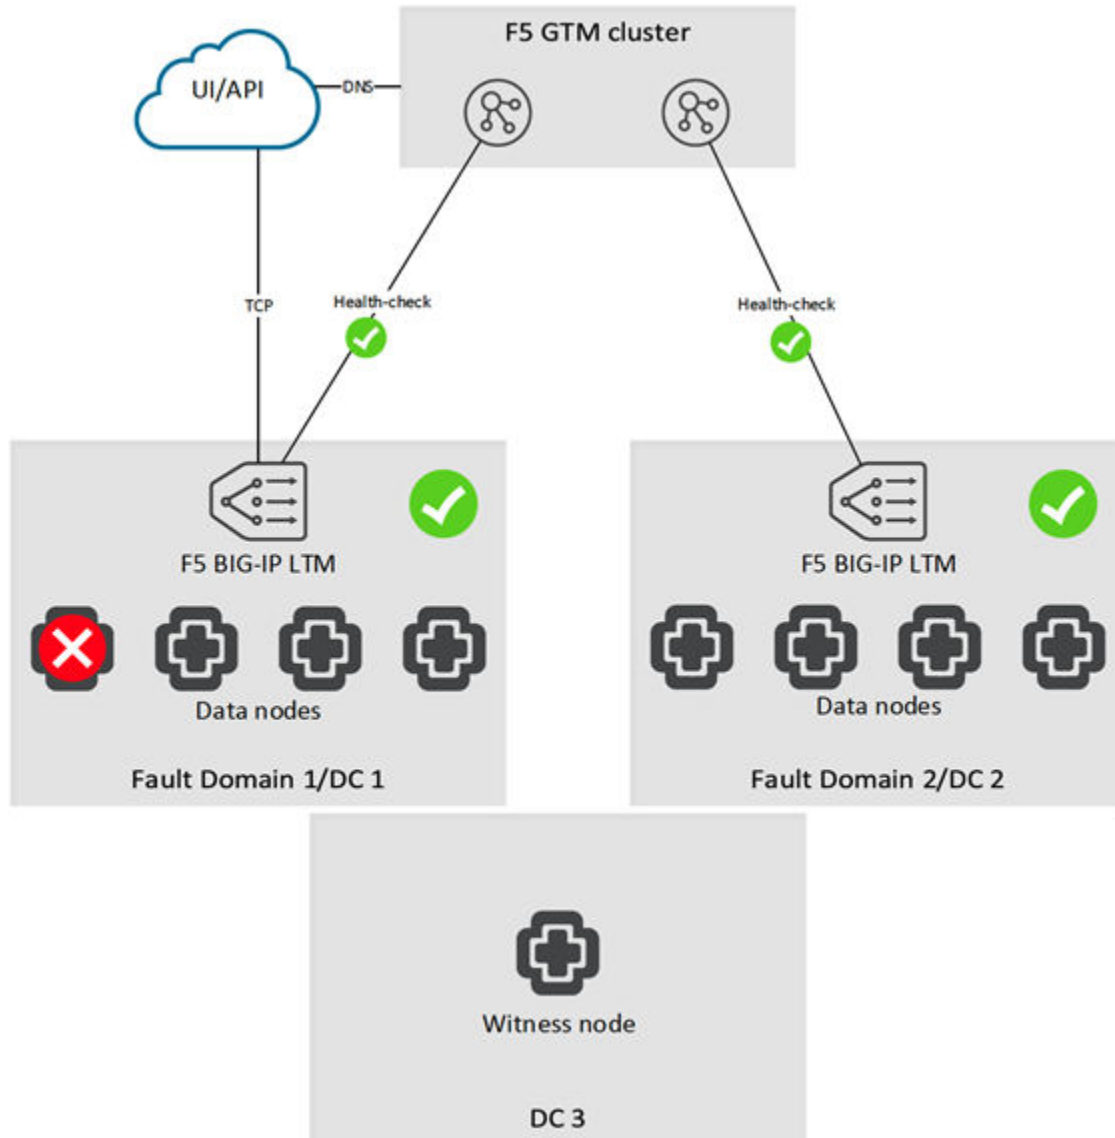 F5 GTM cluster
UI/API
DNS
TCP
Health-check
Health-check
F5 BIG-IP LTM
F5 BIG-IP LTM
Data nodes
Data nodes
Fault Domain 1/DC 1
Fault Domain 2/DC 2
Witness node
DC 3